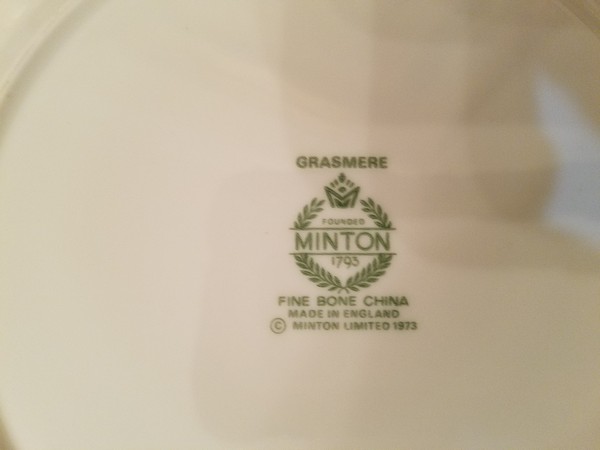 GRASMERE
FOUNDED
MINTON
1793
FINE BONE CHINA
MADE IN ENGLAND
© MINTON LIMITED 1973